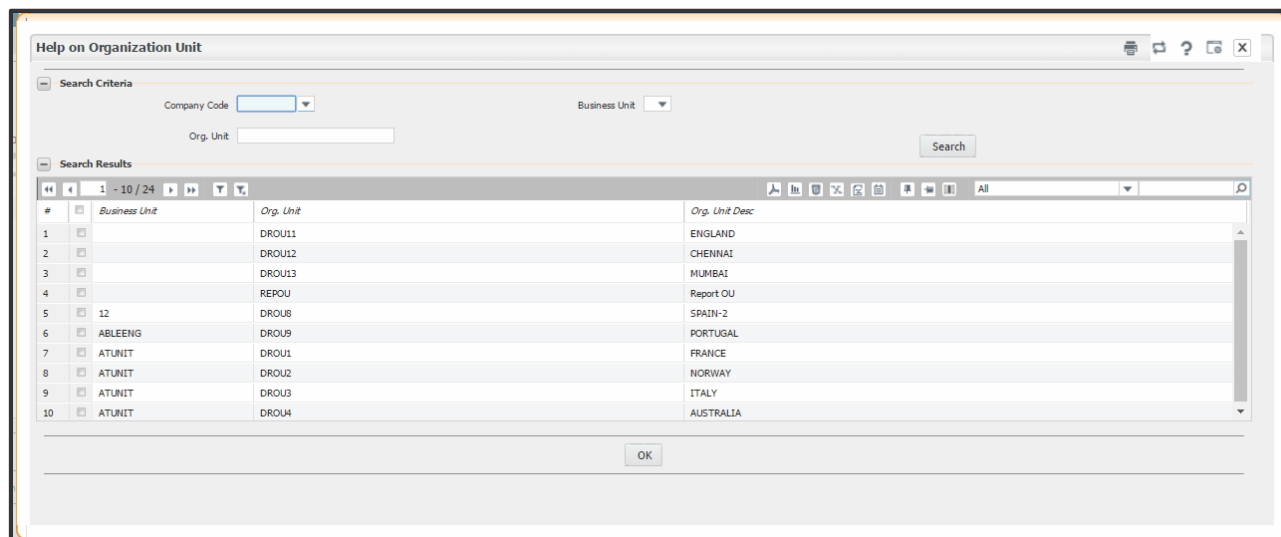 Help on Organization Unit
Search Criteria
Company Code Business Unit
Org. Unit
Search
Search Results
1 - 10 / 24 All
# Business Unit Org. Unit Org. Unit Desc
1 DROU11 ENGLAND
2 DROU12 CHENNAI
3 DROU13 MUMBAI
4 REPOU Report OU
5 12 DROU8 SPAIN-2
6 ABLEENG DROU9 PORTUGAL
7 ATUNIT DROU1 FRANCE
8 ATUNIT DROU2 NORWAY
9 ATUNIT DROU3 ITALY
10 ATUNIT DROU4 AUSTRALIA
OK